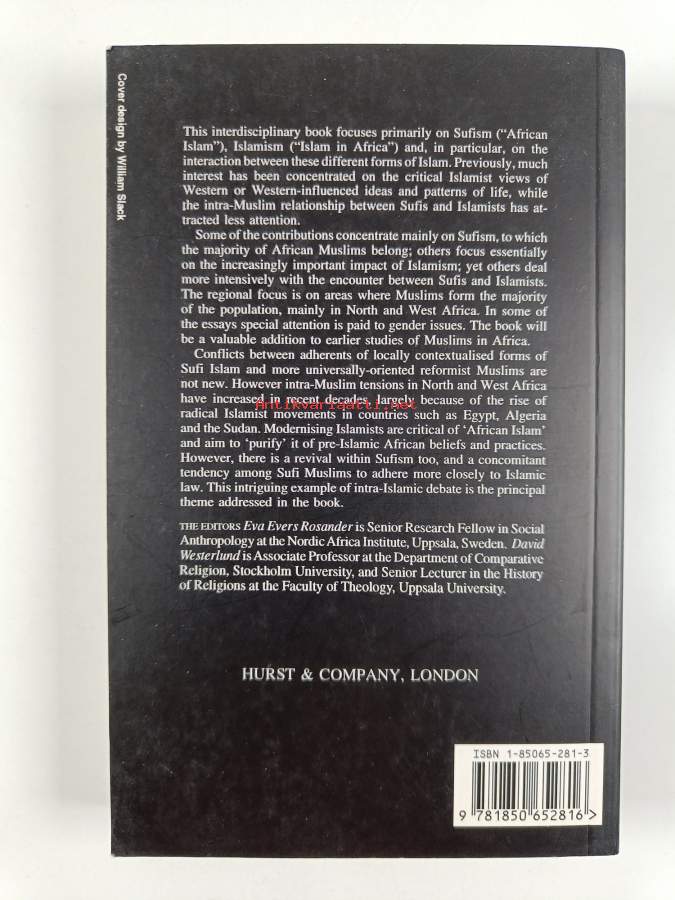 Cover design by William Slack
This interdisciplinary book focuses primarily on Sufism (“African
Islam”), Islamism (“Islam in Africa”) and, in particular, on the
interaction between these different forms of Islam. Previously, much
interest has been concentrated on the critical Islamist views of
Western or Western-influenced ideas and patterns of life, while
the intra-Muslim relationship between Sufis and Islamists has at-
tracted less attention.
Some of the contributions concentrate mainly on Sufism, to which
the majority of African Muslims belong; others focus essentially
on the increasingly important impact of Islamism; yet others deal
more intensively with the encounter between Sufis and Islamists.
The regional focus is on areas where Muslims form the majority
of the population, mainly in North and West Africa. In some of
the essays special attention is paid to gender issues. The book will
be a valuable addition to earlier studies of Muslims in Africa.
Conflicts between adherents of locally contextualised forms of
Sufi Islam and more universally-oriented reformist Muslims are
not new. However intra-Muslim tensions in North and West Africa
have increased in recent decades, largely because of the rise of
Antikvariaatti.net
radical Islamist movements in countries such as Egypt, Algeria
and the Sudan. Modernising Islamists are critical of ‘African Islam’
and aim to ‘purify’ it of pre-Islamic African beliefs and practices.
However, there is a revival within Sufism too, and a concomitant
tendency among Sufi Muslims to adhere more closely to Islamic
law. This intriguing example of intra-Islamic debate is the principal
theme addressed in the book.
THE EDITORS Eva Evers Rosander is Senior Research Fellow in Social
Anthropology at the Nordic Africa Institute, Uppsala, Sweden. David
Westerlund is Associate Professor at the Department of Comparative
Religion, Stockholm University, and Senior Lecturer in the History
of Religions at the Faculty of Theology, Uppsala University.
HURST & COMPANY, LONDON
ISBN 1-85065-281-3
9 781850 652816 >